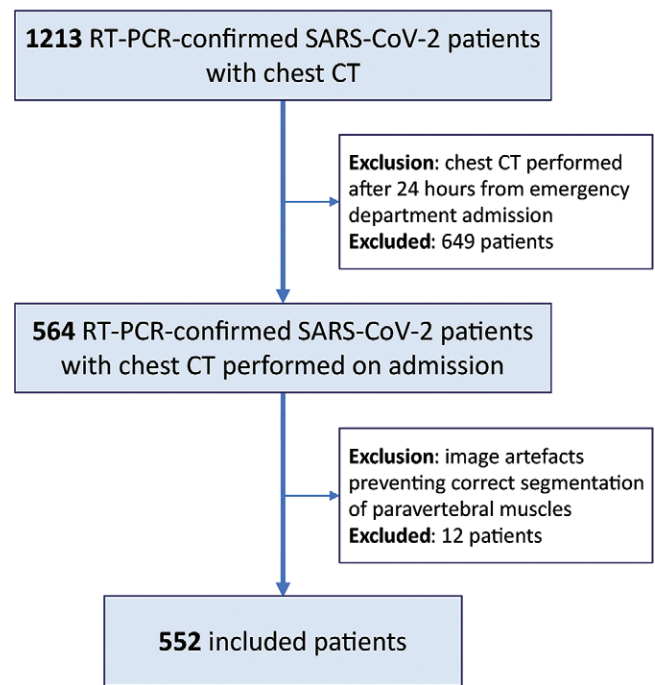 1213 RT-PCR-confirmed SARS-CoV-2 patients
with chest CT
Exclusion: chest CT performed
after 24 hours from emergency
department admission
Excluded: 649 patients
564 RT-PCR-confirmed SARS-CoV-2 patients
with chest CT performed on admission
Exclusion: image artefacts
preventing correct segmentation
of paravertebral muscles
Excluded: 12 patients
552 included patients